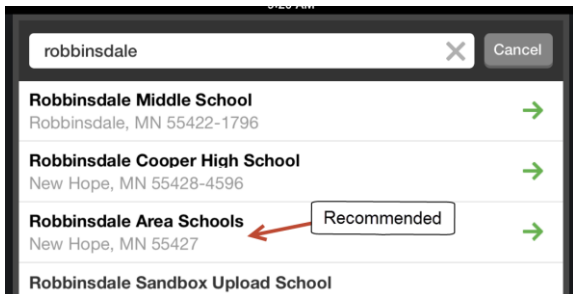 robbinsdale
Cancel
Robbinsdale Middle School
Robbinsdale, MN 55422-1796
Robbinsdale Cooper High School
New Hope, MN 55428-4596
Robbinsdale Area Schools
Recommended
New Hope, MN 55427
Robbinsdale Sandbox Upload School